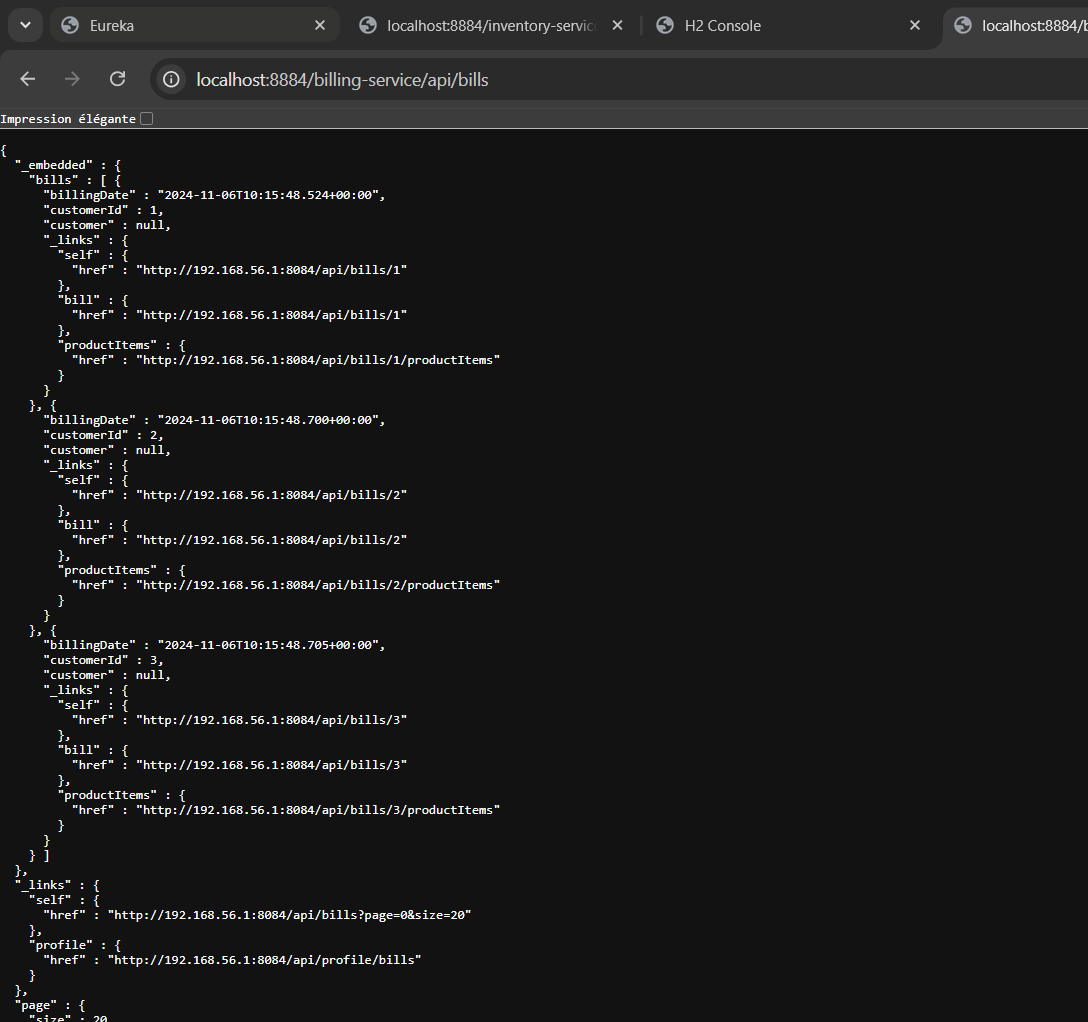 Eureka
localhost:8884/inventory-servic
H2 Console
localhost:8884/b
localhost:8884/billing-service/api/bills
Impression élégante
{
  "_embedded" : {
    "bills" : [ {
      "billingDate" : "2024-11-06T10:15:48.524+00:00",
      "customerId" : 1,
      "customer" : null,
      "_links" : {
        "self" : {
          "href" : "http://192.168.56.1:8084/api/bills/1"
        },
        "bill" : {
          "href" : "http://192.168.56.1:8084/api/bills/1"
        },
        "productItems" : {
          "href" : "http://192.168.56.1:8084/api/bills/1/productItems"
        }
      }
    }, {
      "billingDate" : "2024-11-06T10:15:48.700+00:00",
      "customerId" : 2,
      "customer" : null,
      "_links" : {
        "self" : {
          "href" : "http://192.168.56.1:8084/api/bills/2"
        },
        "bill" : {
          "href" : "http://192.168.56.1:8084/api/bills/2"
        },
        "productItems" : {
          "href" : "http://192.168.56.1:8084/api/bills/2/productItems"
        }
      }
    }, {
      "billingDate" : "2024-11-06T10:15:48.705+00:00",
      "customerId" : 3,
      "customer" : null,
      "_links" : {
        "self" : {
          "href" : "http://192.168.56.1:8084/api/bills/3"
        },
        "bill" : {
          "href" : "http://192.168.56.1:8084/api/bills/3"
        },
        "productItems" : {
          "href" : "http://192.168.56.1:8084/api/bills/3/productItems"
        }
      }
    } ]
  },
  "_links" : {
    "self" : {
      "href" : "http://192.168.56.1:8084/api/bills?page=0&size=20"
    },
    "profile" : {
      "href" : "http://192.168.56.1:8084/api/profile/bills"
    }
  },
  "page" : {
    "size" : 20